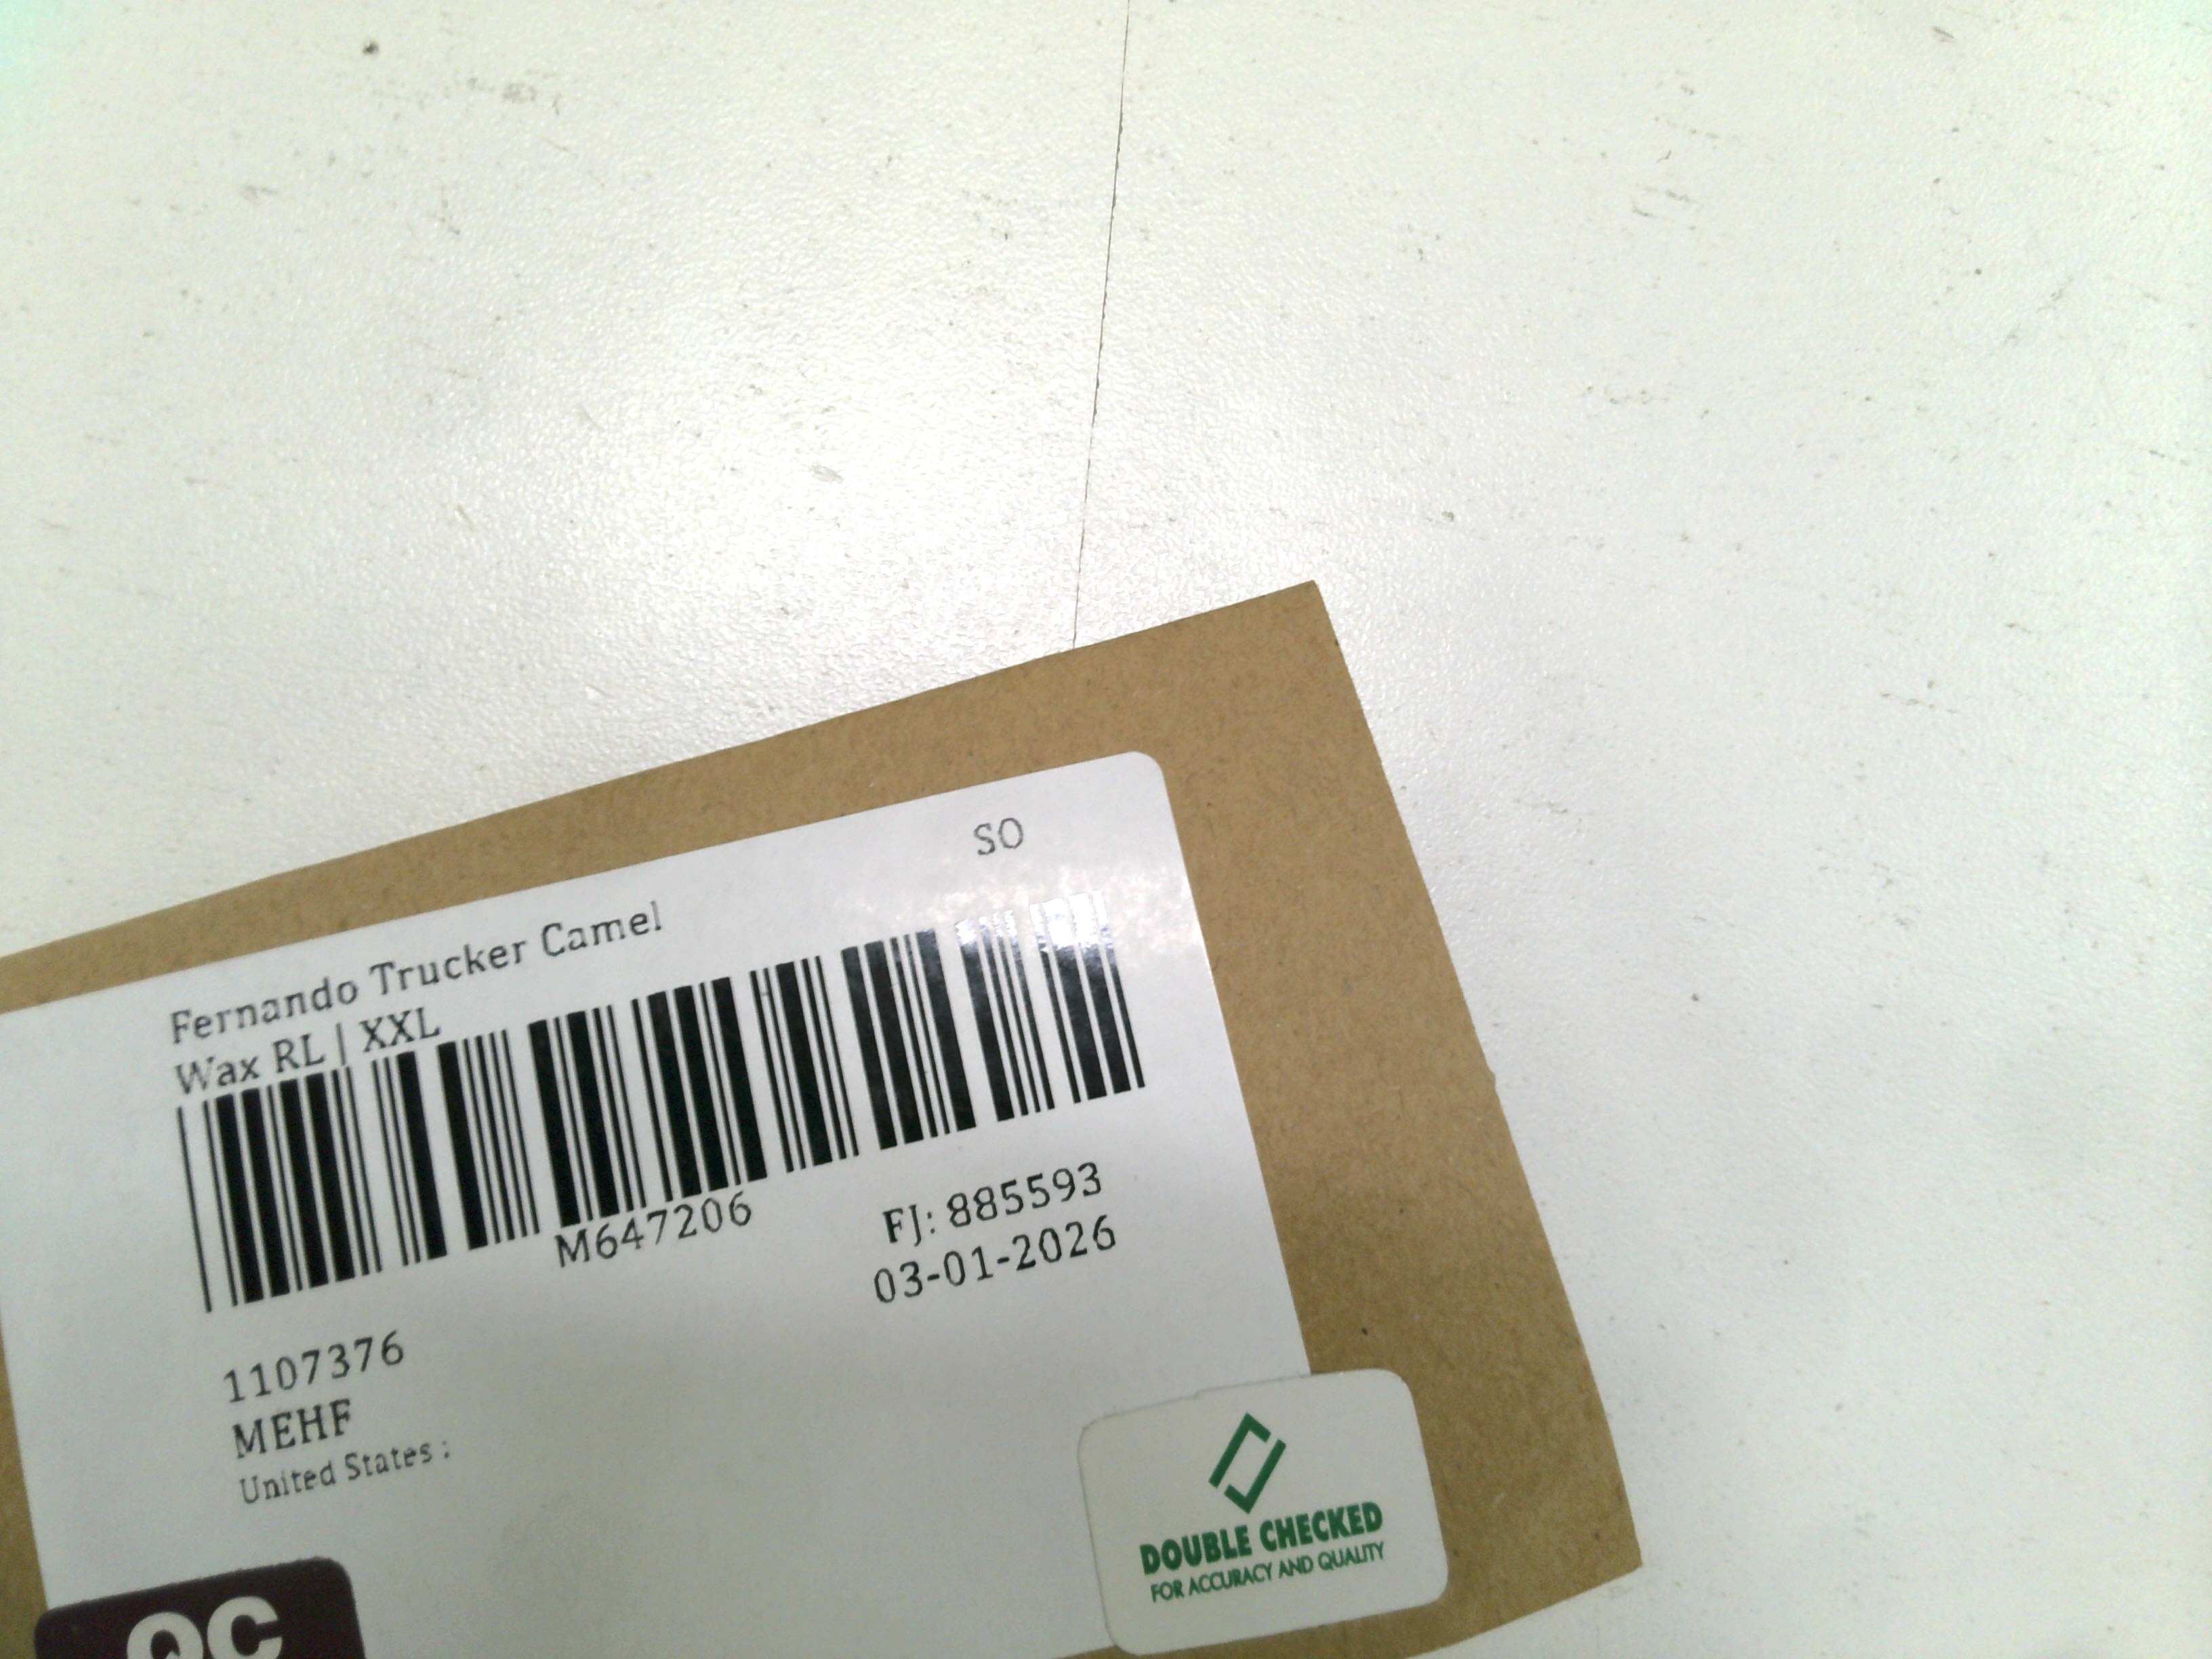 SO
Fernando Trucker Camel
Wax RL | XXL
M647206
FJ: 885593
03-01-2026
1107376
MEHF
United States :
DOUBLE CHECKED
FOR ACCURACY AND QUALITY
QC